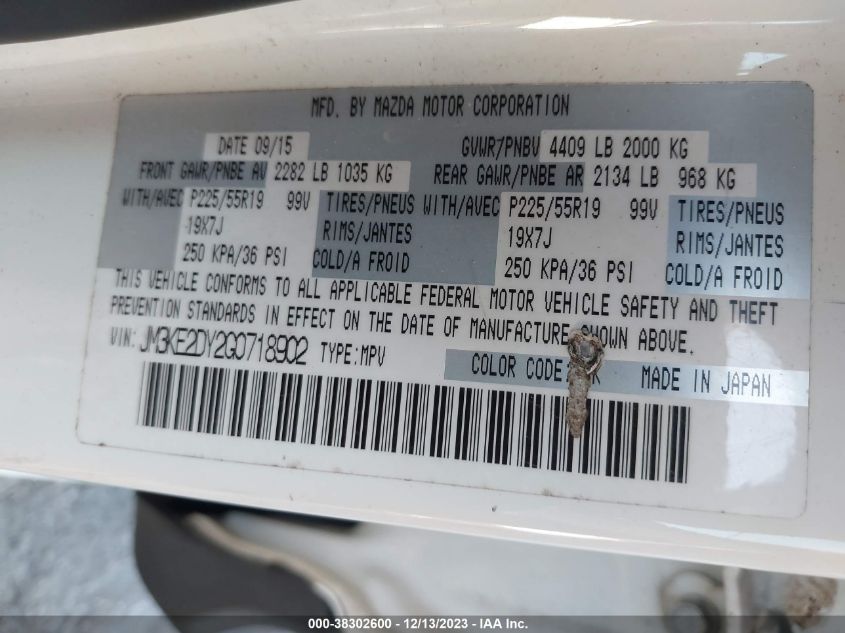 MFD. BY MAZDA MOTOR CORPORATION
DATE 09/15 GVWR/PNBV 4409 LB 2000 KG
FRONT GAWR/PNBE AV 2282 LB 1035 KG REAR GAWR/PNBE AR 2134 LB 968 KG
WITH/AVEC P225/55R19 99V TIRES/PNEUS WITH/AVEC P225/55R19 99V TIRES/PNEUS
19X7J RIMS/JANTES 19X7J RIMS/JANTES
250 KPA/36 PSI COLD/A FROID 250 KPA/36 PSI COLD/A FROID
THIS VEHICLE CONFORMS TO ALL APPLICABLE FEDERAL MOTOR VEHICLE SAFETY AND THEFT
PREVENTION STANDARDS IN EFFECT ON THE DATE OF MANUFACTURE SHOWN ABOVE.
VIN: JM3KE2DY2G0718902 TYPE:MPV
COLOR CODE MADE IN JAPAN
000-38302600 - 12/13/2023 - IAA Inc.